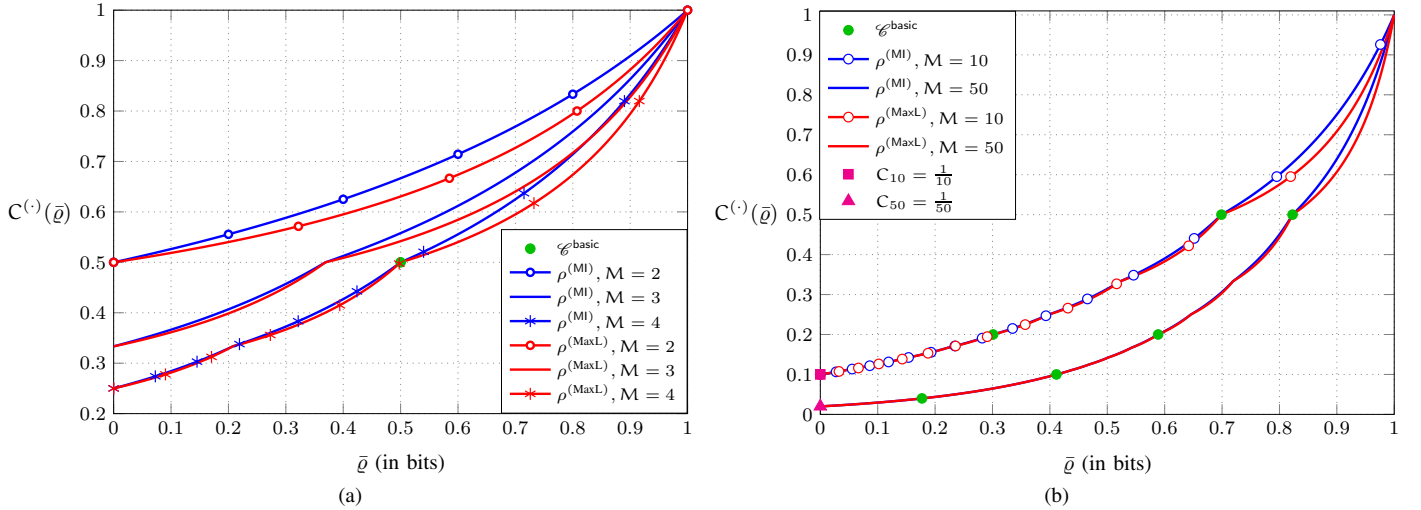 1
0.9
0.8
0.7
0.6
0.5
0.4
0.3
0.2
C^(·)(ϱ̄)
0 0.1 0.2 0.3 0.4 0.5 0.6 0.7 0.8 0.9 1
ϱ̄ (in bits)
𝒞^basic
ρ^(MI), M = 2
ρ^(MI), M = 3
ρ^(MI), M = 4
ρ^(MaxL), M = 2
ρ^(MaxL), M = 3
ρ^(MaxL), M = 4
(a)
1
0.9
0.8
0.7
0.6
0.5
0.4
0.3
0.2
0.1
0
C^(·)(ϱ̄)
0 0.1 0.2 0.3 0.4 0.5 0.6 0.7 0.8 0.9 1
ϱ̄ (in bits)
𝒞^basic
ρ^(MI), M = 10
ρ^(MI), M = 50
ρ^(MaxL), M = 10
ρ^(MaxL), M = 50
C₁₀ = 1/10
C₅₀ = 1/50
(b)